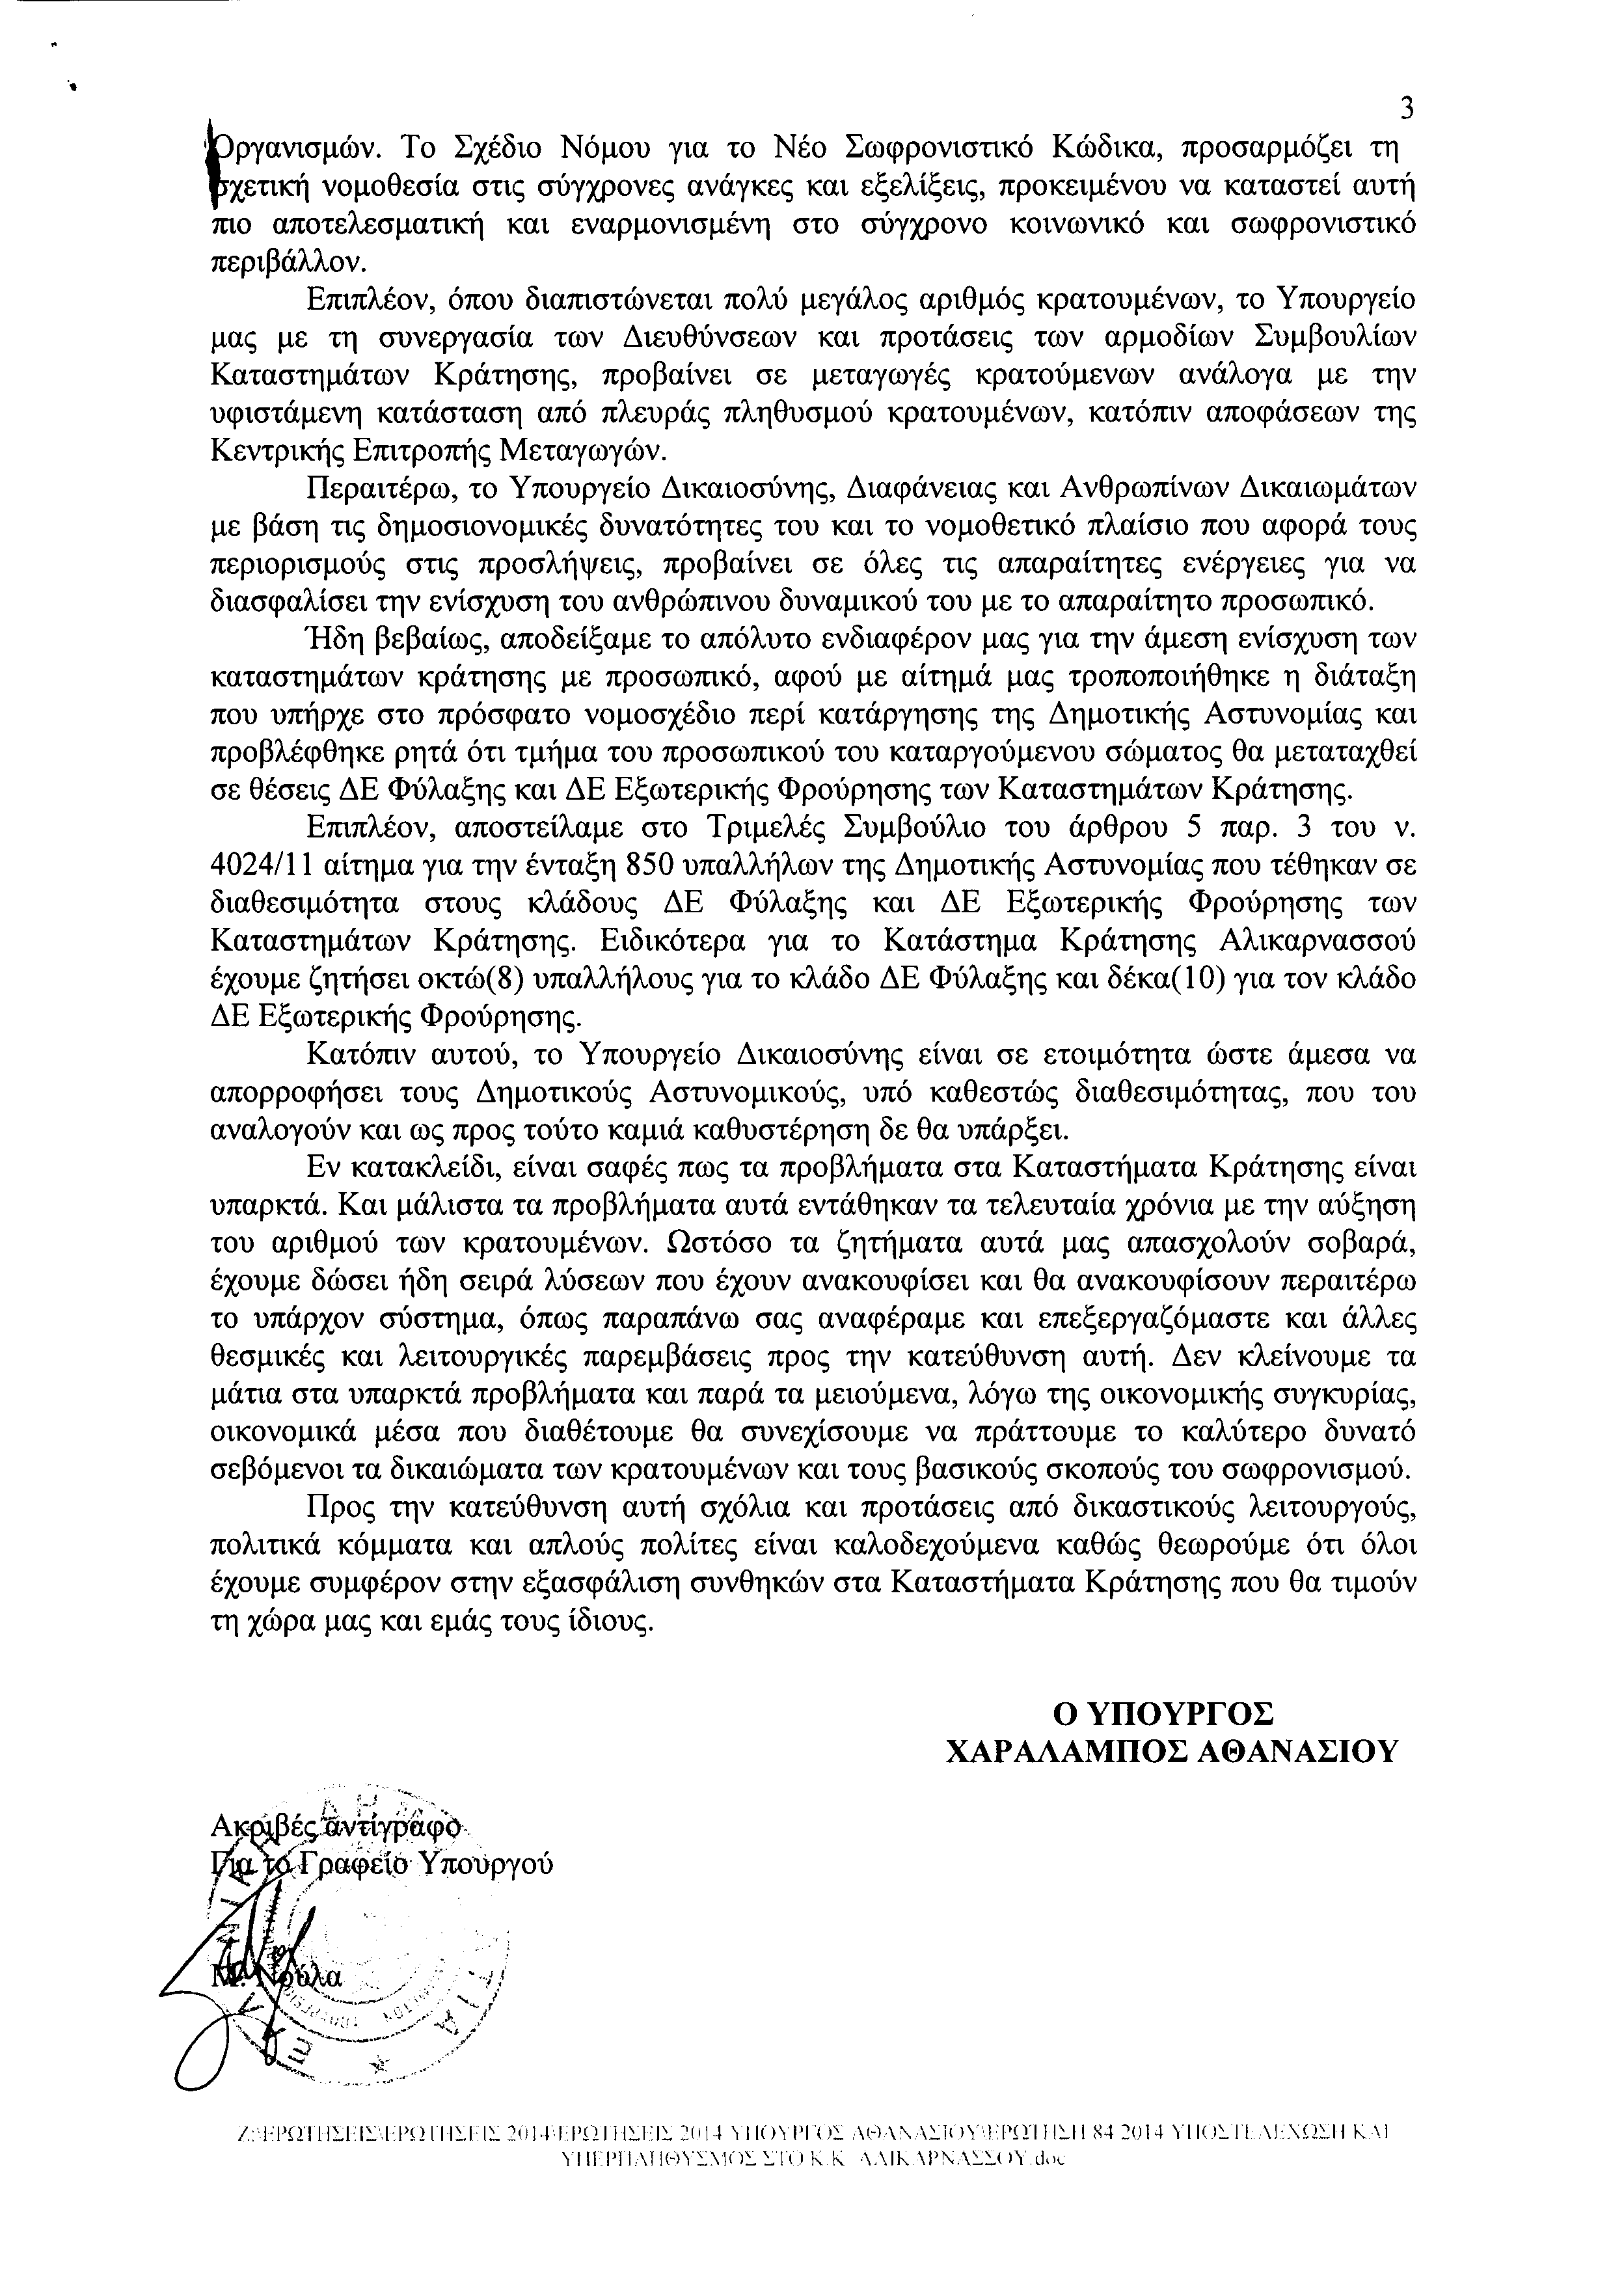 3
Οργανισμών. Το Σχέδιο Νόμου για το Νέο Σωφρονιστικό Κώδικα, προσαρμόζει τη
σχετική νομοθεσία στις σύγχρονες ανάγκες και εξελίξεις, προκειμένου να καταστεί αυτή
πιο αποτελεσματική και εναρμονισμένη στο σύγχρονο κοινωνικό και σωφρονιστικό
περιβάλλον.
Επιπλέον, όπου διαπιστώνεται πολύ μεγάλος αριθμός κρατουμένων, το Υπουργείο
μας με τη συνεργασία των Διευθύνσεων και προτάσεις των αρμοδίων Συμβουλίων
Καταστημάτων Κράτησης, προβαίνει σε μεταγωγές κρατούμενων ανάλογα με την
υφιστάμενη κατάσταση από πλευράς πληθυσμού κρατουμένων, κατόπιν αποφάσεων της
Κεντρικής Επιτροπής Μεταγωγών.
Περαιτέρω, το Υπουργείο Δικαιοσύνης, Διαφάνειας και Ανθρωπίνων Δικαιωμάτων
με βάση τις δημοσιονομικές δυνατότητες του και το νομοθετικό πλαίσιο που αφορά τους
περιορισμούς στις προσλήψεις, προβαίνει σε όλες τις απαραίτητες ενέργειες για να
διασφαλίσει την ενίσχυση του ανθρώπινου δυναμικού του με το απαραίτητο προσωπικό.
Ήδη βεβαίως, αποδείξαμε το απόλυτο ενδιαφέρον μας για την άμεση ενίσχυση των
καταστημάτων κράτησης με προσωπικό, αφού με αίτημά μας τροποποιήθηκε η διάταξη
που υπήρχε στο πρόσφατο νομοσχέδιο περί κατάργησης της Δημοτικής Αστυνομίας και
προβλέφθηκε ρητά ότι τμήμα του προσωπικού του καταργούμενου σώματος θα μεταταχθεί
σε θέσεις ΔΕ Φύλαξης και ΔΕ Εξωτερικής Φρούρησης των Καταστημάτων Κράτησης.
Επιπλέον, αποστείλαμε στο Τριμελές Συμβούλιο του άρθρου 5 παρ. 3 του ν.
4024/11 αίτημα για την ένταξη 850 υπαλλήλων της Δημοτικής Αστυνομίας που τέθηκαν σε
διαθεσιμότητα στους κλάδους ΔΕ Φύλαξης και ΔΕ Εξωτερικής Φρούρησης των
Καταστημάτων Κράτησης. Ειδικότερα για το Κατάστημα Κράτησης Αλικαρνασσού
έχουμε ζητήσει οκτώ(8) υπαλλήλους για το κλάδο ΔΕ Φύλαξης και δέκα(10) για τον κλάδο
ΔΕ Εξωτερικής Φρούρησης.
Κατόπιν αυτού, το Υπουργείο Δικαιοσύνης είναι σε ετοιμότητα ώστε άμεσα να
απορροφήσει τους Δημοτικούς Αστυνομικούς, υπό καθεστώς διαθεσιμότητας, που του
αναλογούν και ως προς τούτο καμιά καθυστέρηση δε θα υπάρξει.
Εν κατακλείδι, είναι σαφές πως τα προβλήματα στα Καταστήματα Κράτησης είναι
υπαρκτά. Και μάλιστα τα προβλήματα αυτά εντάθηκαν τα τελευταία χρόνια με την αύξηση
του αριθμού των κρατουμένων. Ωστόσο τα ζητήματα αυτά μας απασχολούν σοβαρά,
έχουμε δώσει ήδη σειρά λύσεων που έχουν ανακουφίσει και θα ανακουφίσουν περαιτέρω
το υπάρχον σύστημα, όπως παραπάνω σας αναφέραμε και επεξεργαζόμαστε και άλλες
θεσμικές και λειτουργικές παρεμβάσεις προς την κατεύθυνση αυτή. Δεν κλείνουμε τα
μάτια στα υπαρκτά προβλήματα και παρά τα μειούμενα, λόγω της οικονομικής συγκυρίας,
οικονομικά μέσα που διαθέτουμε θα συνεχίσουμε να πράττουμε το καλύτερο δυνατό
σεβόμενοι τα δικαιώματα των κρατουμένων και τους βασικούς σκοπούς του σωφρονισμού.
Προς την κατεύθυνση αυτή σχόλια και προτάσεις από δικαστικούς λειτουργούς,
πολιτικά κόμματα και απλούς πολίτες είναι καλοδεχούμενα καθώς θεωρούμε ότι όλοι
έχουμε συμφέρον στην εξασφάλιση συνθηκών στα Καταστήματα Κράτησης που θα τιμούν
τη χώρα μας και εμάς τους ίδιους.
Ο ΥΠΟΥΡΓΟΣ
ΧΑΡΑΛΑΜΠΟΣ ΑΘΑΝΑΣΙΟΥ
Ακριβές αντίγραφο
Για το Γραφείο Υπουργού
Μ. Νούλα
Ζ:\ΕΡΩΤΗΣΕΙΣ\ΕΡΩΤΗΣΕΙΣ 2014\ΕΡΩΤΗΣΕΙΣ 2014 ΥΠΟΥΡΓΟΣ ΑΘΑΝΑΣΙΟΥ\ΕΡΩΤΗΣΗ 84 2014 ΥΠΟΣΤΕΛΕΧΩΣΗ ΚΑΙ
ΥΠΕΡΠΛΗΘΥΣΜΟΣ ΣΤΟ Κ Κ ΑΛΙΚΑΡΝΑΣΣΟΥ.doc